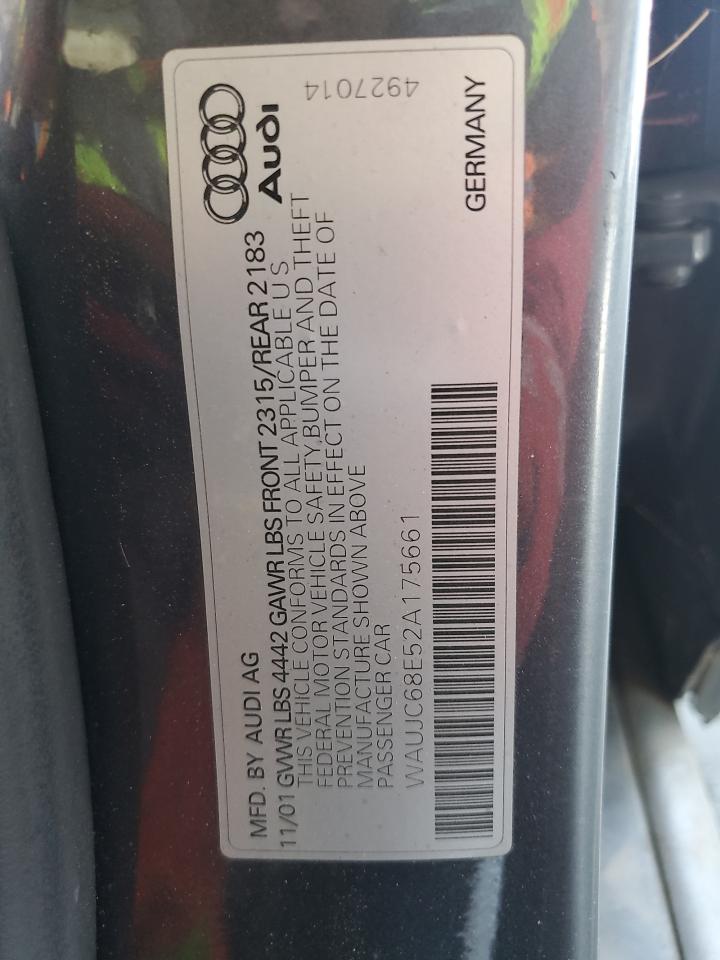 MFD. BY AUDI AG
11/01 GVWR LBS 4442 GAWR LBS FRONT 2315/REAR 2183
THIS VEHICLE CONFORMS TO ALL APPLICABLE U S
FEDERAL MOTOR VEHICLE SAFETY, BUMPER AND THEFT
PREVENTION STANDARDS IN EFFECT ON THE DATE OF
MANUFACTURE SHOWN ABOVE
PASSENGER CAR
WAUJC68E52A175661
Audi
4927014
GERMANY